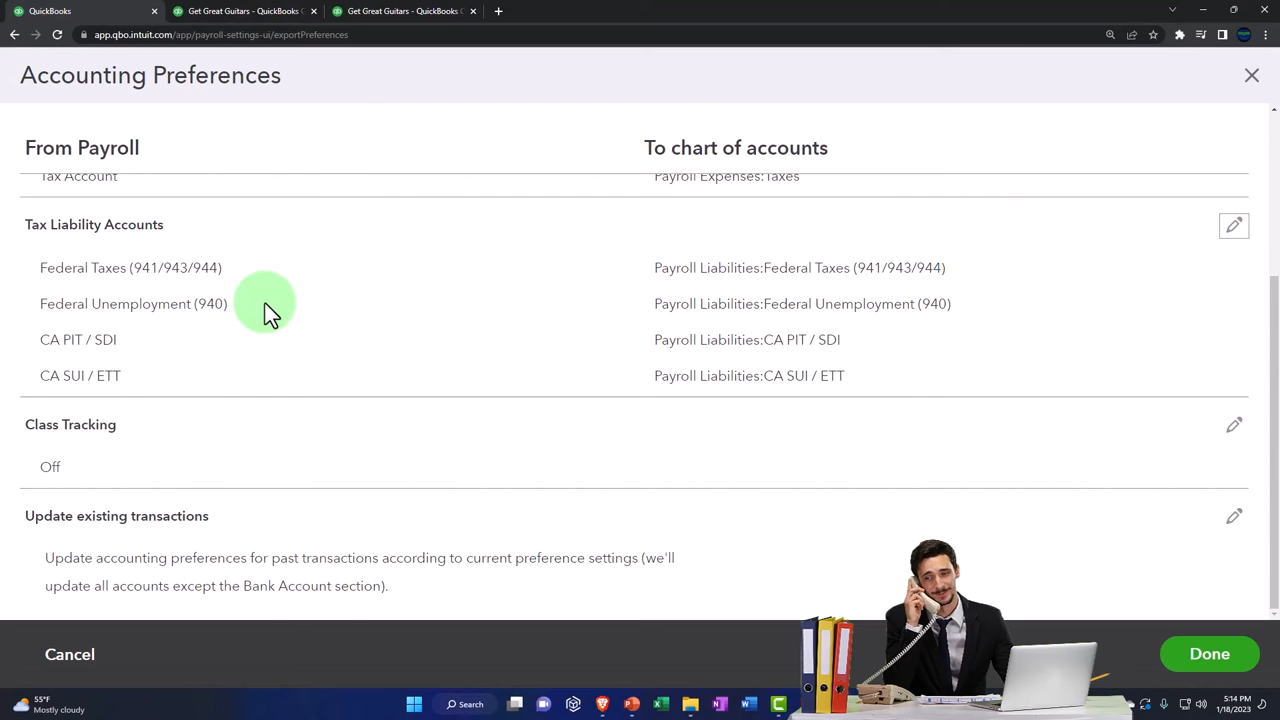 QuickBooks
Get Great Guitars - QuickBooks C
Get Great Guitars - QuickBooks C
app.qbo.intuit.com/app/payroll-settings-ui/exportPreferences
Accounting Preferences
From Payroll To chart of accounts
Tax Account Payroll Expenses:Taxes
Tax Liability Accounts
Federal Taxes (941/943/944) Payroll Liabilities:Federal Taxes (941/943/944)
Federal Unemployment (940) Payroll Liabilities:Federal Unemployment (940)
CA PIT / SDI Payroll Liabilities:CA PIT / SDI
CA SUI / ETT Payroll Liabilities:CA SUI / ETT
Class Tracking
Off
Update existing transactions
Update accounting preferences for past transactions according to current preference settings (we'll
update all accounts except the Bank Account section).
Cancel Done
55°F
Mostly cloudy
Search
5:14 PM
1/18/2023